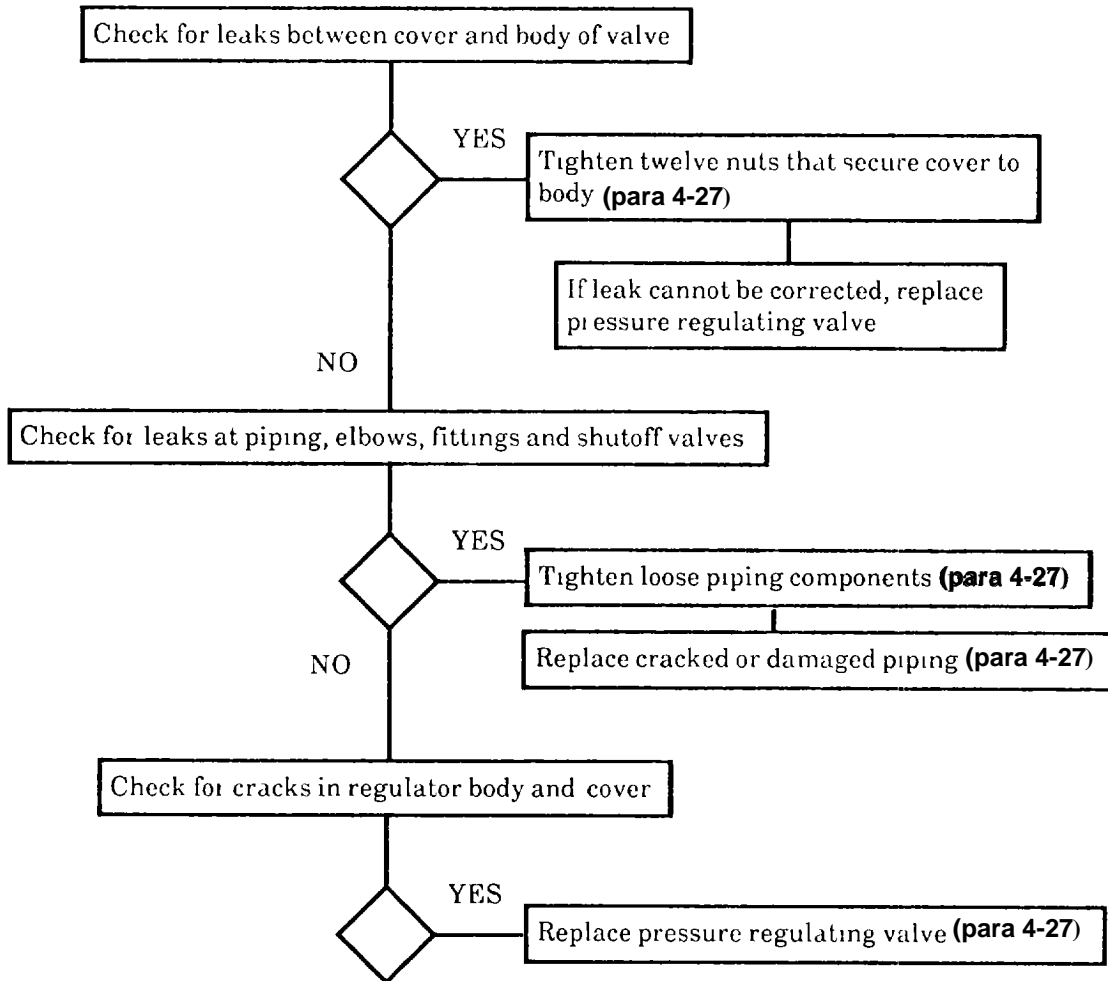 Check for leaks between cover and body of valve
YES
Tighten twelve nuts that secure cover to
body (para 4-27)
If leak cannot be corrected, replace
pressure regulating valve
NO
Check for leaks at piping, elbows, fittings and shutoff valves
YES
Tighten loose piping components (para 4-27)
Replace cracked or damaged piping (para 4-27)
NO
Check for cracks in regulator body and cover
YES
Replace pressure regulating valve (para 4-27)